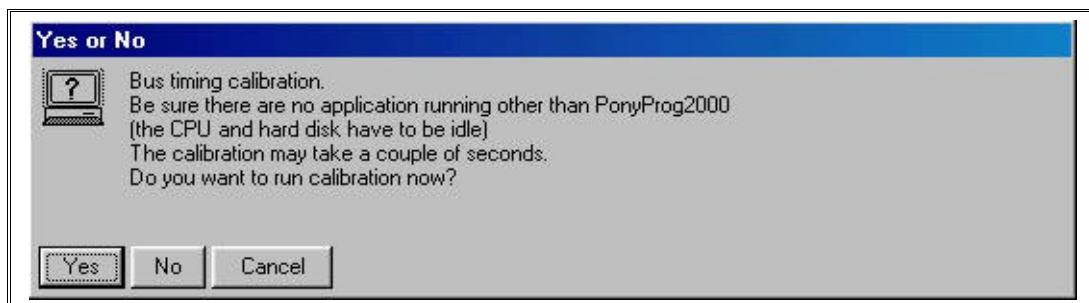 Yes or No
?
Bus timing calibration.
Be sure there are no application running other than PonyProg2000
(the CPU and hard disk have to be idle)
The calibration may take a couple of seconds.
Do you want to run calibration now?
Yes No Cancel